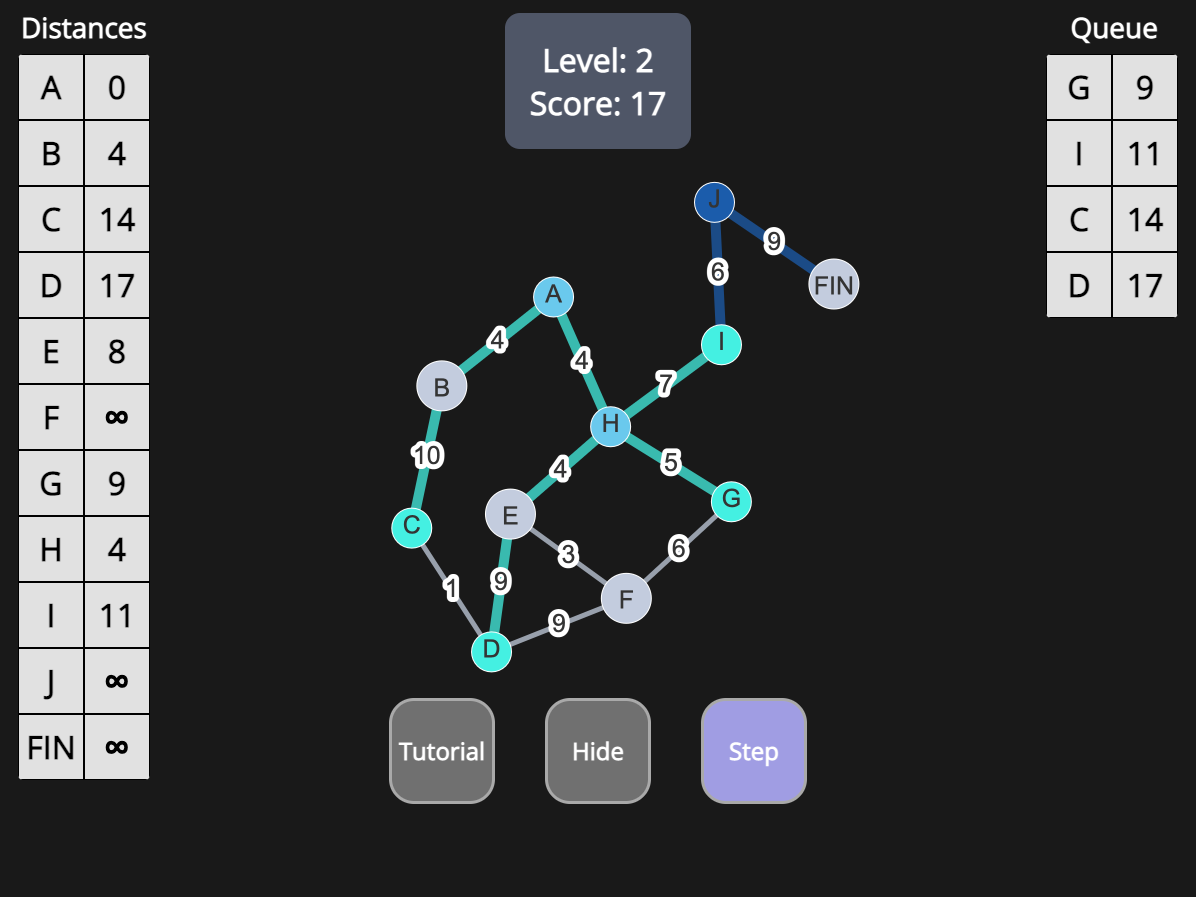 Distances
A 0
B 4
C 14
D 17
E 8
F ∞
G 9
H 4
I 11
J ∞
FIN ∞
Level: 2
Score: 17
Queue
G 9
I 11
C 14
D 17
J
9
6
FIN
A
4
4
I
B
7
H
10
5
4
E
G
C
3
6
1
9
F
9
D
Tutorial
Hide
Step